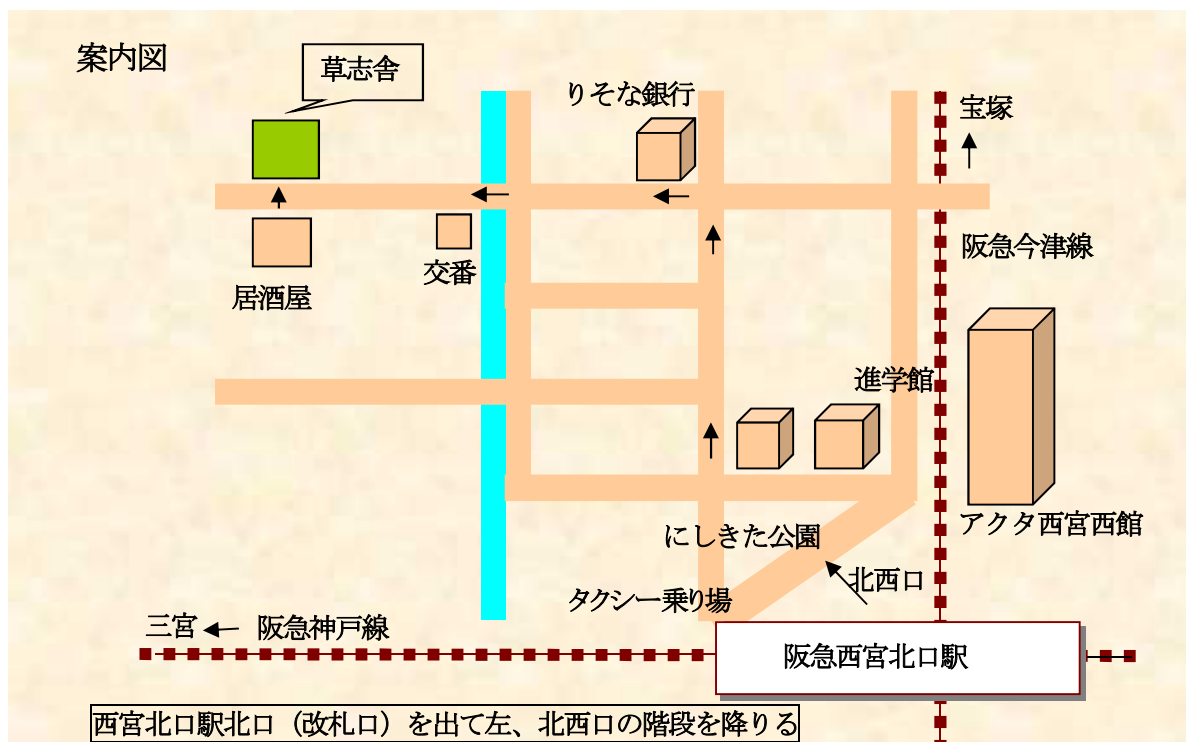 案内図
草志舎
りそな銀行
宝塚
阪急今津線
交番
居酒屋
進学館
アクタ西宮西館
にしきた公園
北西口
タクシー乗り場
三宮
阪急神戸線
阪急西宮北口駅
西宮北口駅北口（改札口）を出て左、北西口の階段を降りる